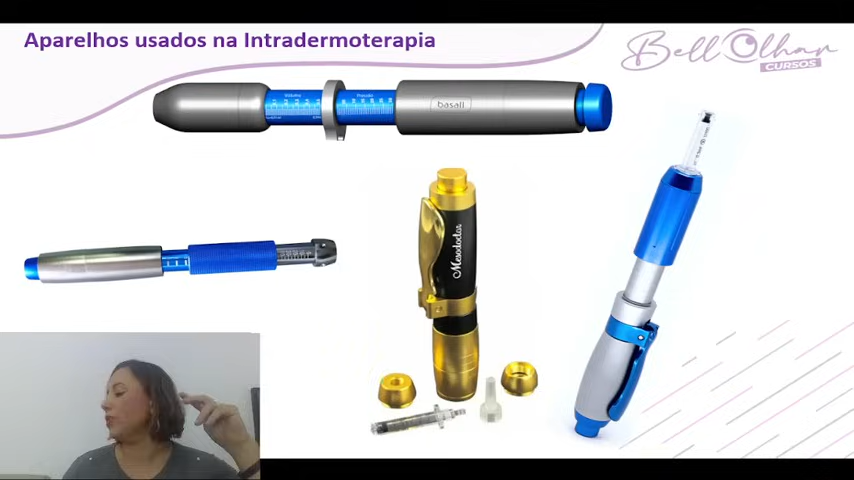 Aparelhos usados na Intradermoterapia
Bell Olhar
CURSOS
basall
Mesodoctor